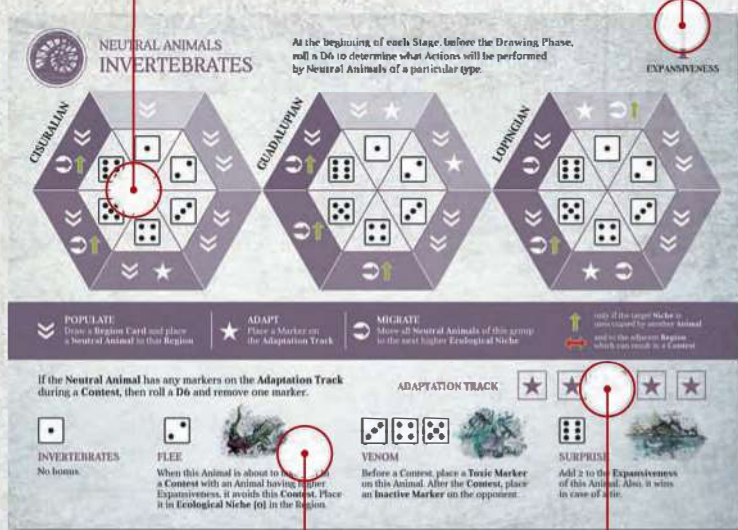 NEUTRAL ANIMALS
INVERTEBRATES
At the beginning of each Stage, before the Drawing Phase,
roll a D6 to determine what Actions will be performed
by Neutral Animals of a particular type.
EXPANSIVENESS
CISURALIAN
GUADALUPIAN
LOPINGIAN
POPULATE
Draw a Region Card and place
a Neutral Animal in that Region
ADAPT
Place a Marker on
the Adaptation Track
MIGRATE
Move all Neutral Animals of this group
to the next higher Ecological Niche
only if the target Niche is
uncontested by another Animal
and to the adjacent Region
which can result in a Contest
If the Neutral Animal has any markers on the Adaptation Track
during a Contest, then roll a D6 and remove one marker.
ADAPTATION TRACK
INVERTEBRATES
No bonus.
FLEE
When this Animal is about to
a Contest with an Animal having higher
Expansiveness, it avoids this Contest. Place
it in Ecological Niche [0] in the Region.
VENOM
Before a Contest, place a Toxic Marker
on this Animal. After the Contest, place
an Inactive Marker on the opponent.
SURPRISE
Add 2 to the Expansiveness
of this Animal. Also, it wins
in case of a tie.